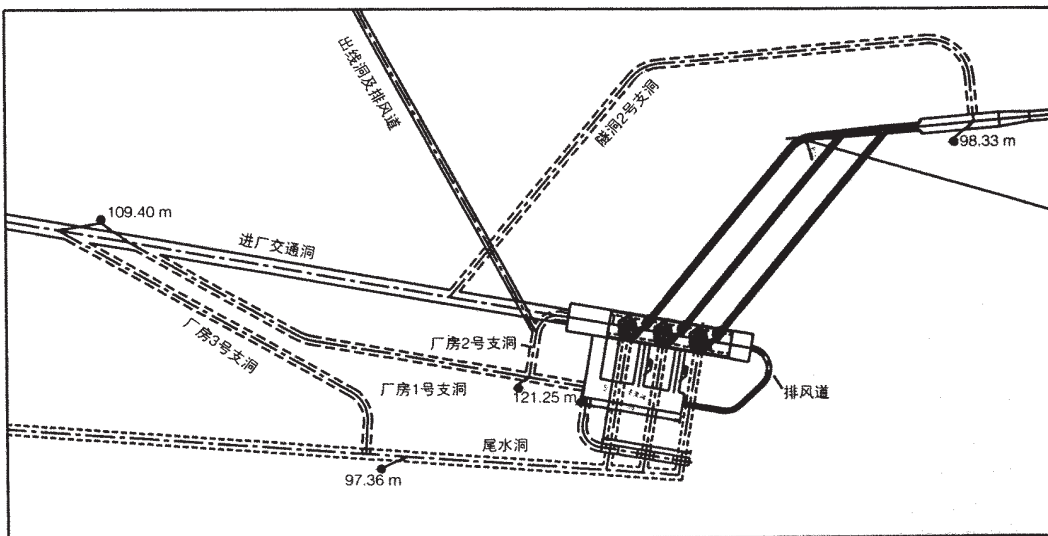 出线洞及排风道
隧洞2号支洞
98.33 m
109.40 m
进厂交通洞
厂房3号支洞
厂房2号支洞
厂房1号支洞
121.25 m
排风道
尾水洞
97.36 m